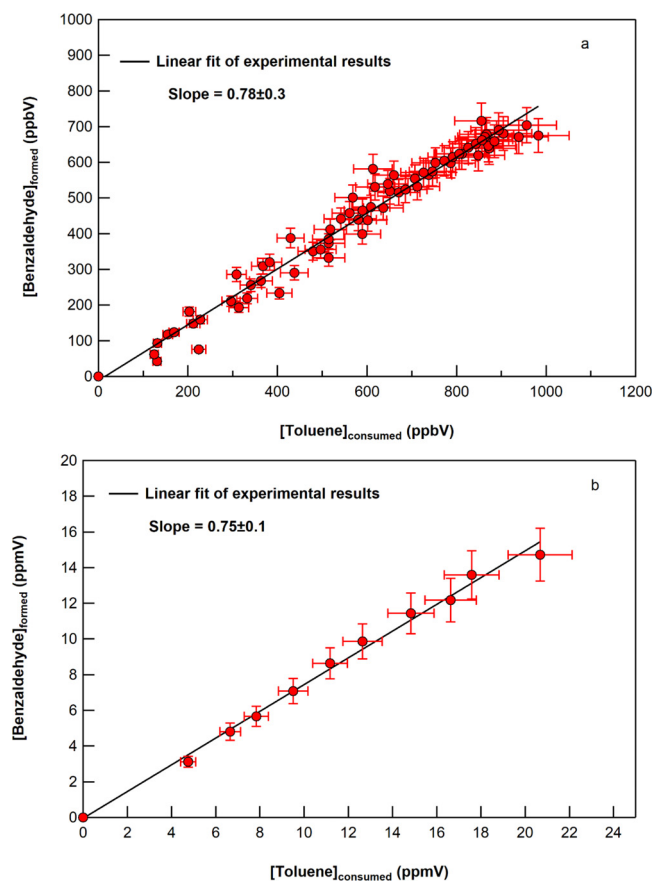 1000
a
900
Linear fit of experimental results
800
Slope = 0.78±0.3
700
600
500
400
300
200
100
0
0 200 400 600 800 1000 1200
[Benzaldehyde]formed (ppbV)
[Toluene]consumed (ppbV)
20
b
18
Linear fit of experimental results
Slope = 0.75±0.1
16
14
12
10
8
6
4
2
0
0 2 4 6 8 10 12 14 16 18 20 22 24
[Benzaldehyde]formed (ppmV)
[Toluene]consumed (ppmV)